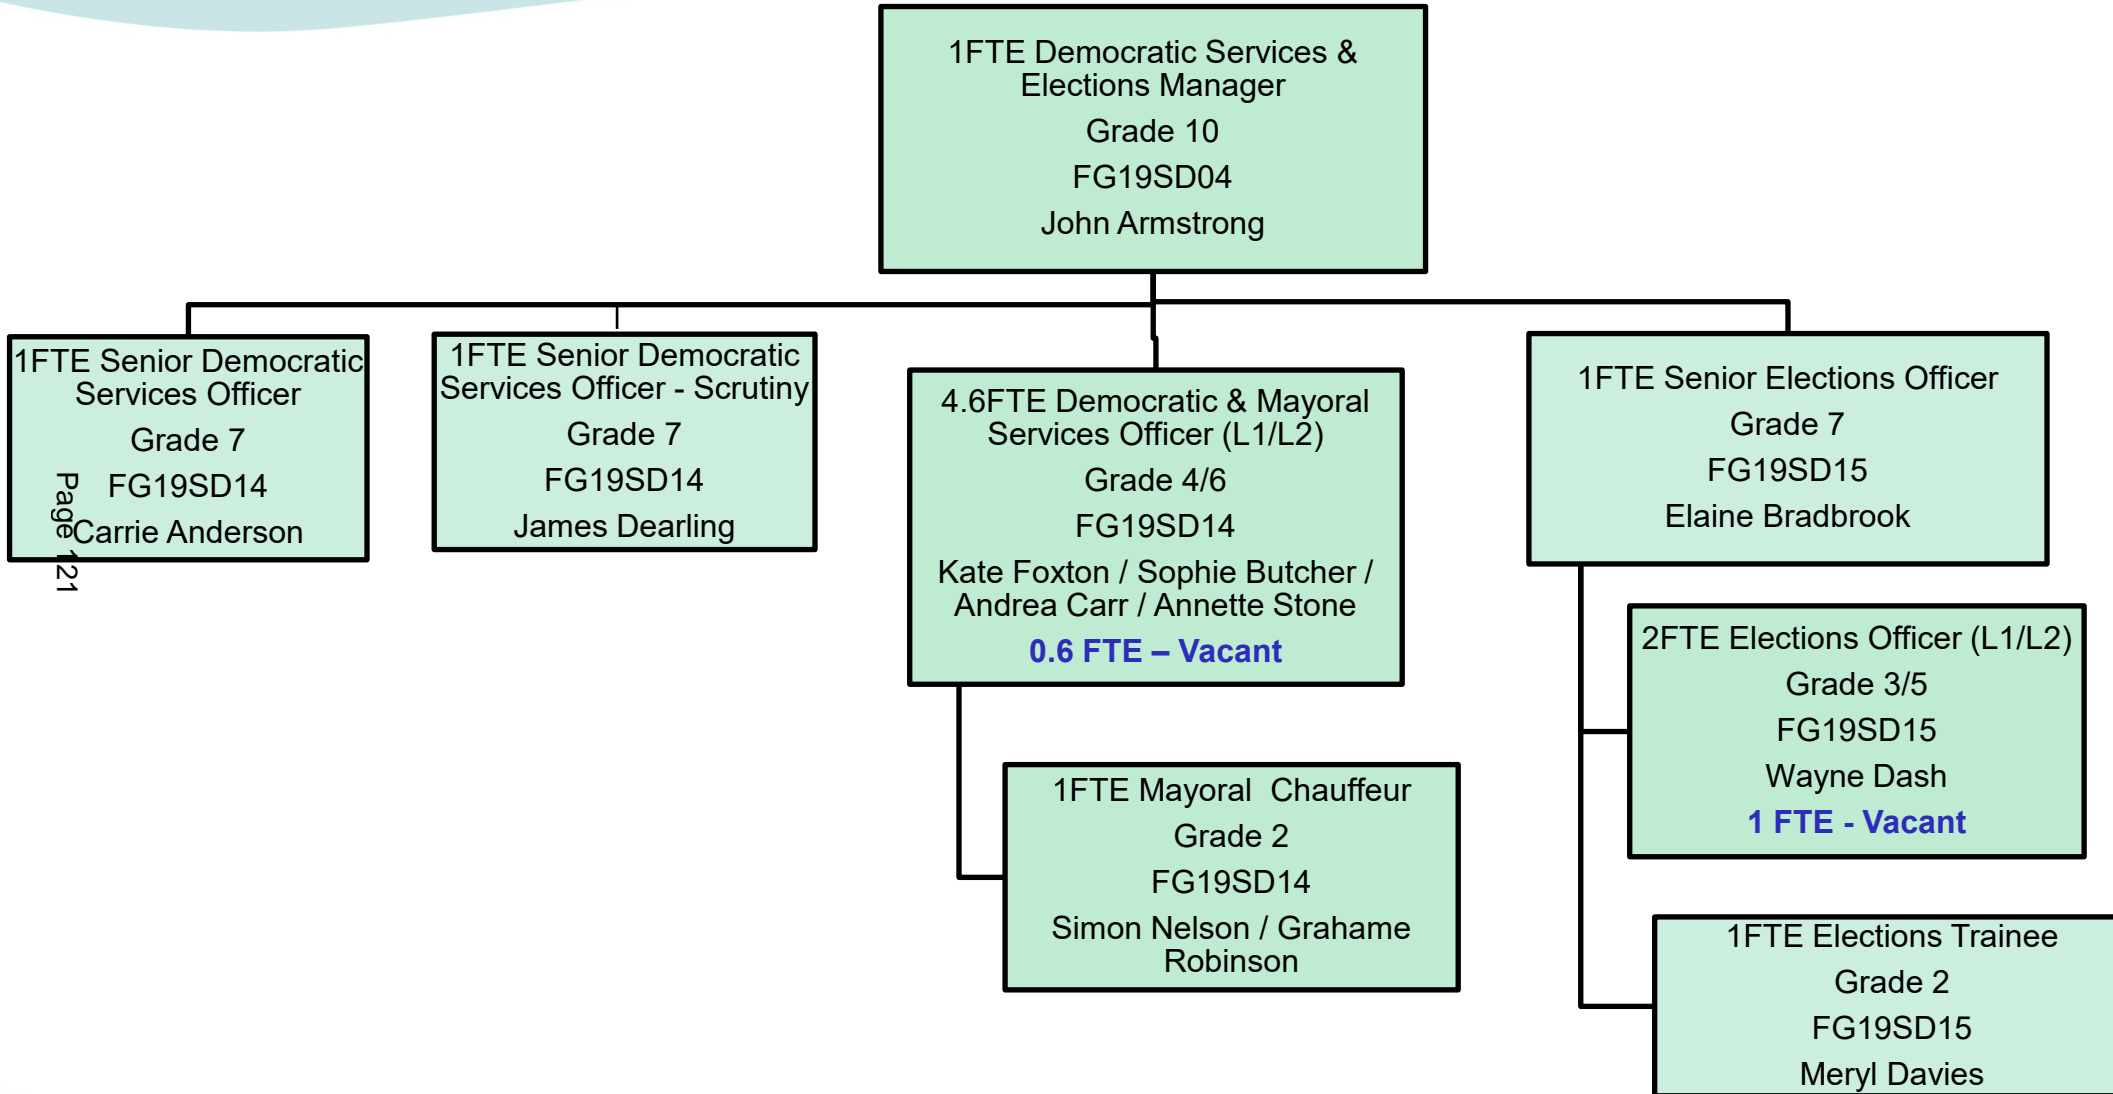 1FTE Democratic Services &
Elections Manager
Grade 10
FG19SD04
John Armstrong
1FTE Senior Democratic
Services Officer
Grade 7
FG19SD14
Carrie Anderson
Page 121
1FTE Senior Democratic
Services Officer - Scrutiny
Grade 7
FG19SD14
James Dearling
4.6FTE Democratic & Mayoral
Services Officer (L1/L2)
Grade 4/6
FG19SD14
Kate Foxton / Sophie Butcher /
Andrea Carr / Annette Stone
0.6 FTE – Vacant
1FTE Mayoral  Chauffeur
Grade 2
FG19SD14
Simon Nelson / Grahame
Robinson
1FTE Senior Elections Officer
Grade 7
FG19SD15
Elaine Bradbrook
2FTE Elections Officer (L1/L2)
Grade 3/5
FG19SD15
Wayne Dash
1 FTE - Vacant
1FTE Elections Trainee
Grade 2
FG19SD15
Meryl Davies